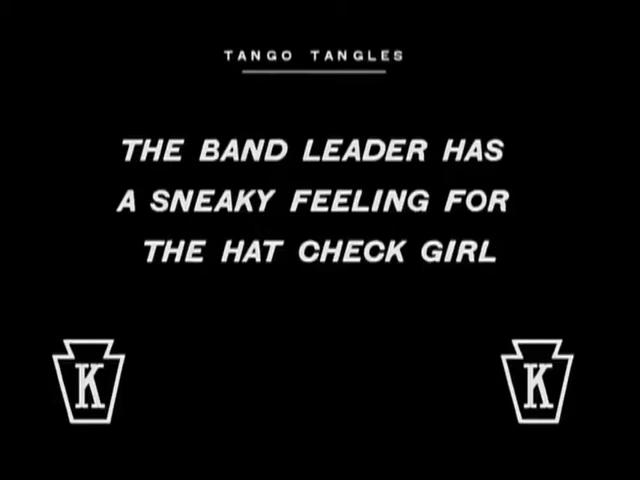 TANGO TANGLES
THE BAND LEADER HAS
A SNEAKY FEELING FOR
THE HAT CHECK GIRL
K K